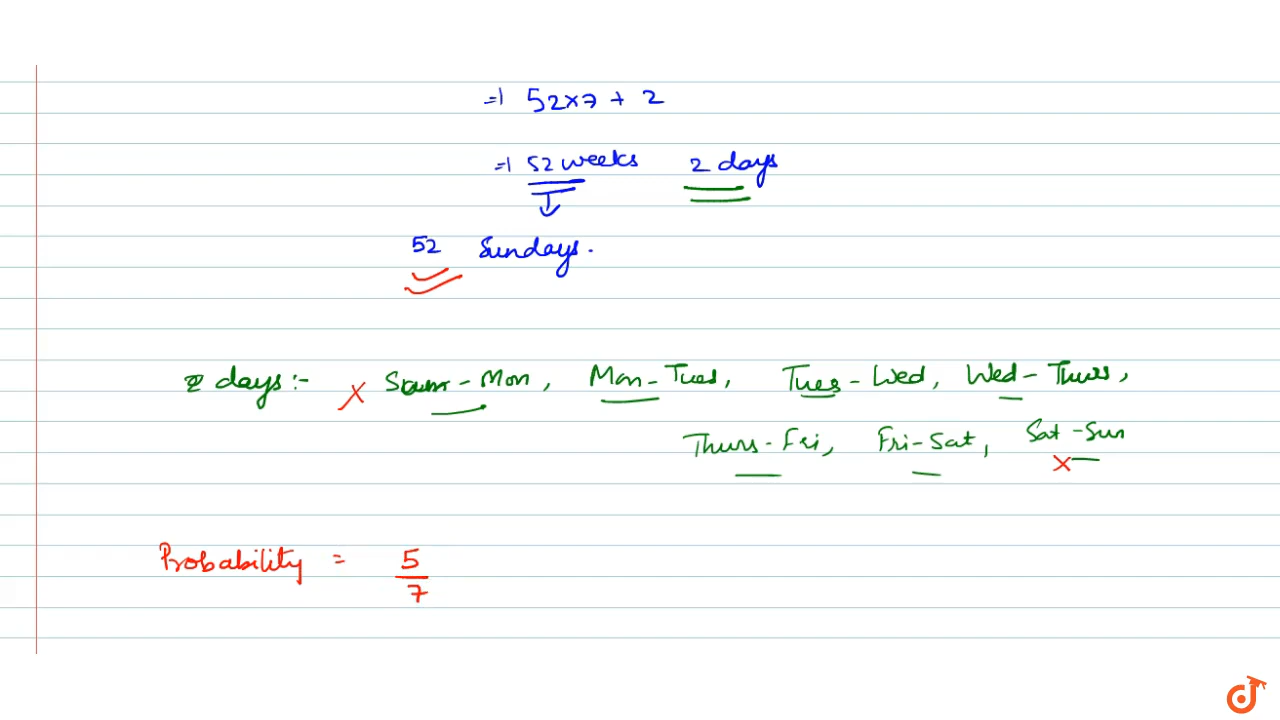 ⇒ 52×7 + 2
⇒ 52 weeks 2 days
52 Sundays.
2 days :- × Sun - Mon, Mon - Tues, Tues - Wed, Wed - Thurs,
Thurs - Fri, Fri - Sat, Sat - Sun
×
Probability = 5/7